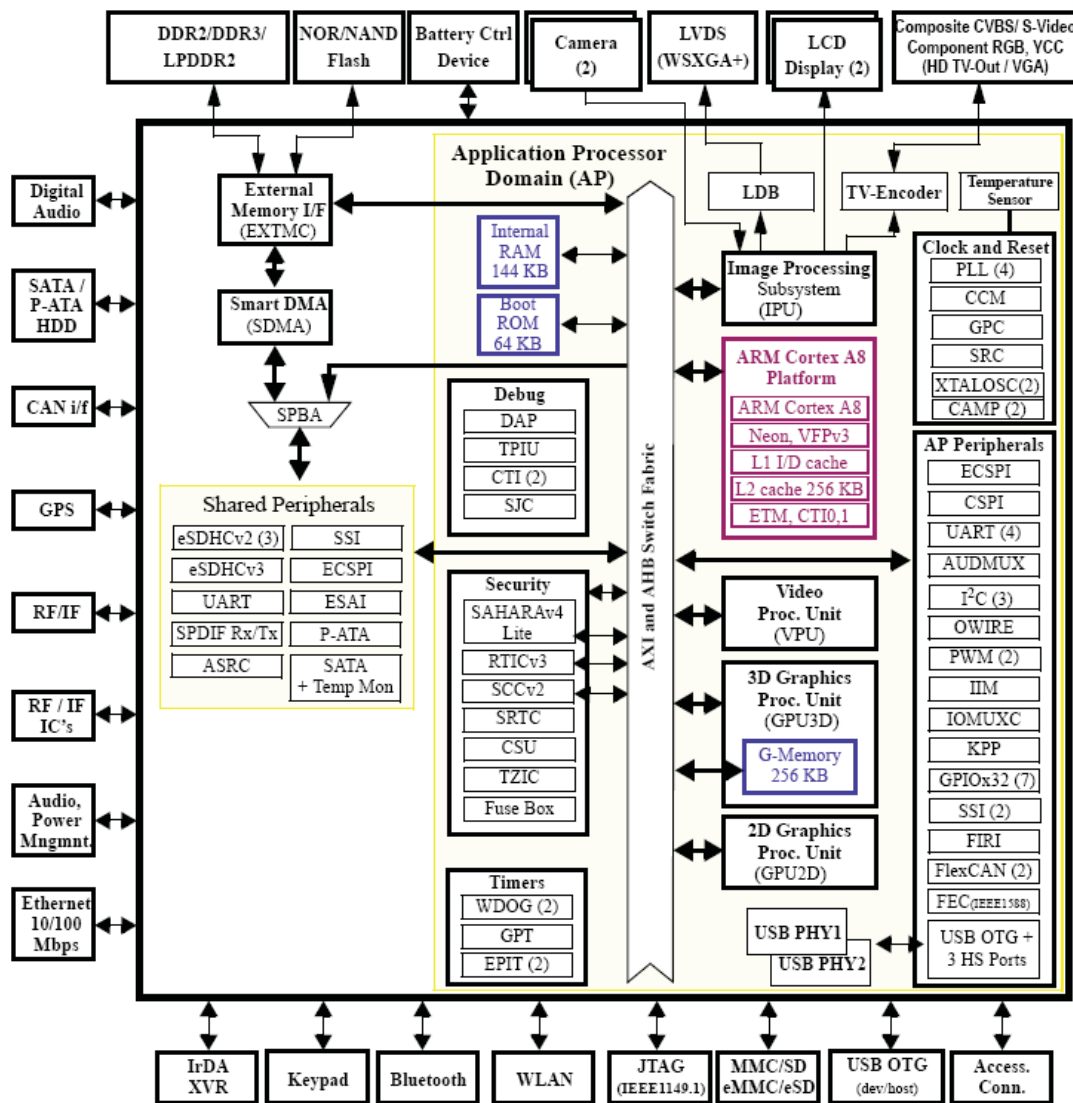 DDR2/DDR3/
LPDDR2
NOR/NAND
Flash
Battery Ctrl
Device
Camera
(2)
LVDS
(WSXGA+)
LCD
Display (2)
Composite CVBS/ S-Video
Component RGB, YCC
(HD TV-Out / VGA)
Digital
Audio
SATA /
P-ATA
HDD
CAN i/f
GPS
RF/IF
RF / IF
IC's
Audio,
Power
Mngmnt.
Ethernet
10/100
Mbps
External
Memory I/F
(EXTMC)
Smart DMA
(SDMA)
SPBA
Shared Peripherals
eSDHCv2 (3)
SSI
eSDHCv3
ECSPI
UART
ESAI
SPDIF Rx/Tx
P-ATA
ASRC
SATA
+ Temp Mon
Application Processor
Domain (AP)
Internal
RAM
144 KB
Boot
ROM
64 KB
Debug
DAP
TPIU
CTI (2)
SJC
Security
SAHARAv4
Lite
RTICv3
SCCv2
SRTC
CSU
TZIC
Fuse Box
Timers
WDOG (2)
GPT
EPIT (2)
AXI and AHB Switch Fabric
LDB
TV-Encoder
Image Processing
Subsystem
(IPU)
ARM Cortex A8
Platform
ARM Cortex A8
Neon, VFPv3
L1 I/D cache
L2 cache 256 KB
ETM, CTI0,1
Video
Proc. Unit
(VPU)
3D Graphics
Proc. Unit
(GPU3D)
G-Memory
256 KB
2D Graphics
Proc. Unit
(GPU2D)
USB PHY1
USB PHY2
Temperature
Sensor
Clock and Reset
PLL (4)
CCM
GPC
SRC
XTALOSC(2)
CAMP (2)
AP Peripherals
ECSPI
CSPI
UART (4)
AUDMUX
I²C (3)
OWIRE
PWM (2)
IIM
IOMUXC
KPP
GPIOx32 (7)
SSI (2)
FIRI
FlexCAN (2)
FEC(IEEE1588)
USB OTG +
3 HS Ports
IrDA
XVR
Keypad
Bluetooth
WLAN
JTAG
(IEEE1149.1)
MMC/SD
eMMC/eSD
USB OTG
(dev/host)
Access.
Conn.